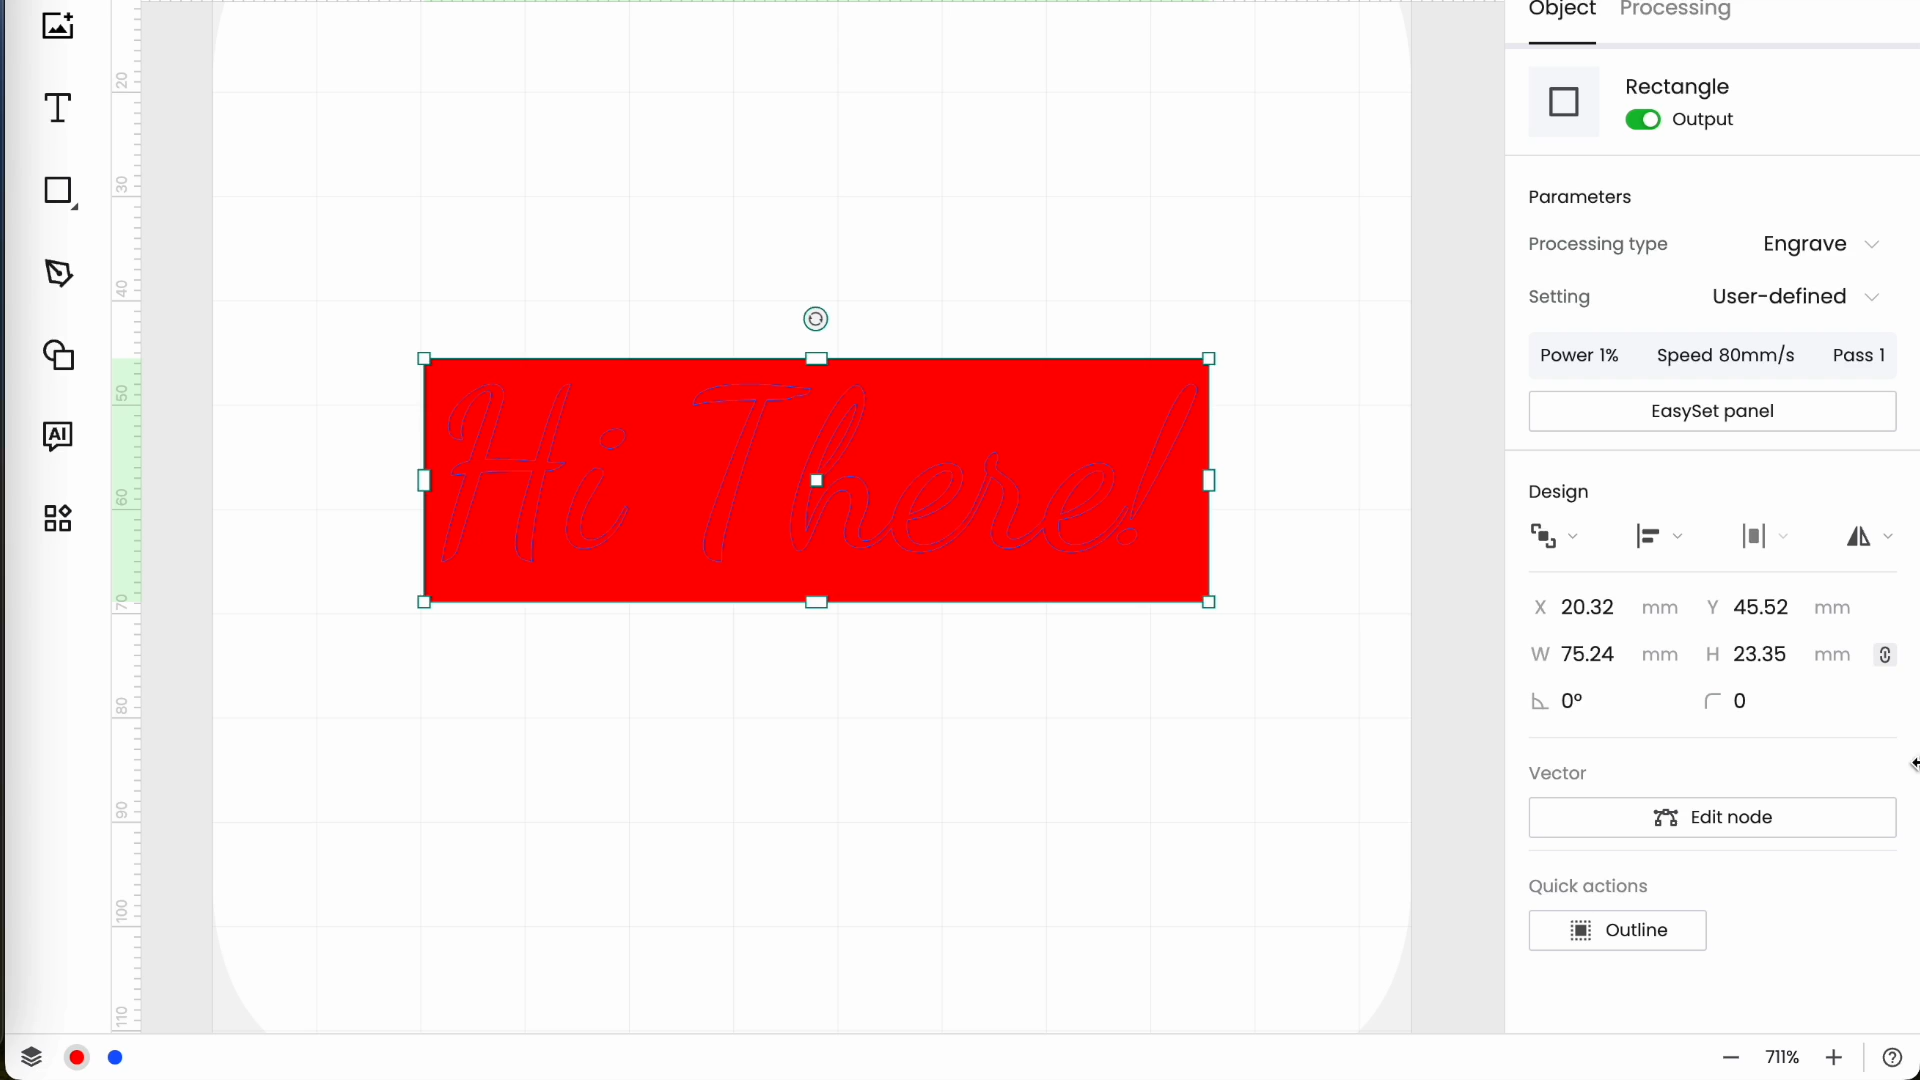 Object Processing
Rectangle
Output
Parameters
Processing type Engrave
Setting User-defined
Power 1% Speed 80mm/s Pass 1
EasySet panel
Design
X 20.32 mm Y 45.52 mm
W 75.24 mm H 23.35 mm
0° 0
Vector
Edit node
Quick actions
Outline
T
AI
20
30
40
50
60
70
80
90
100
110
Hi There!
711%